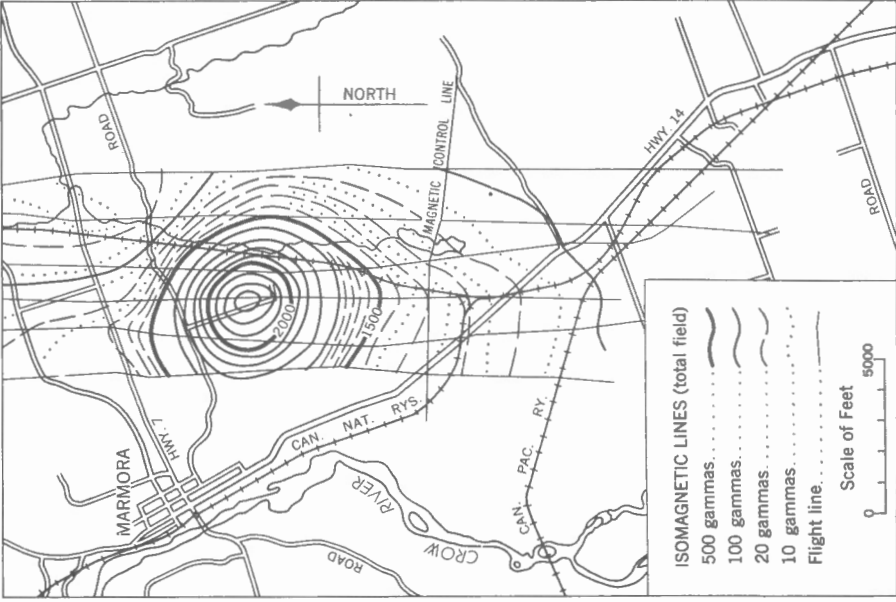 ROAD
NORTH
MAGNETIC CONTROL LINE
HWY. 14
ROAD
2000
1500
MARMORA
HWY. 7
CAN. NAT. RYS.
CAN. PAC. RY.
CROW RIVER
ROAD
ISOMAGNETIC LINES (total field)
500 gammas
100 gammas
20 gammas
10 gammas
Flight line
Scale of Feet
0 5000